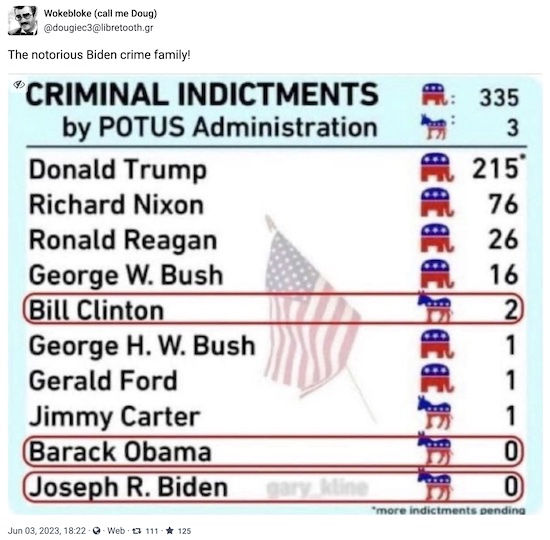 Wokebloke (call me Doug)
@dougiec3@libretooth.gr
The notorious Biden crime family!
CRIMINAL INDICTMENTS : 335
by POTUS Administration : 3
Donald Trump 215*
Richard Nixon 76
Ronald Reagan 26
George W. Bush 16
Bill Clinton 2
George H. W. Bush 1
Gerald Ford 1
Jimmy Carter 1
Barack Obama 0
Joseph R. Biden gary_kline 0
*more indictments pending
Jun 03, 2023, 18:22 · Web · 111 · 125